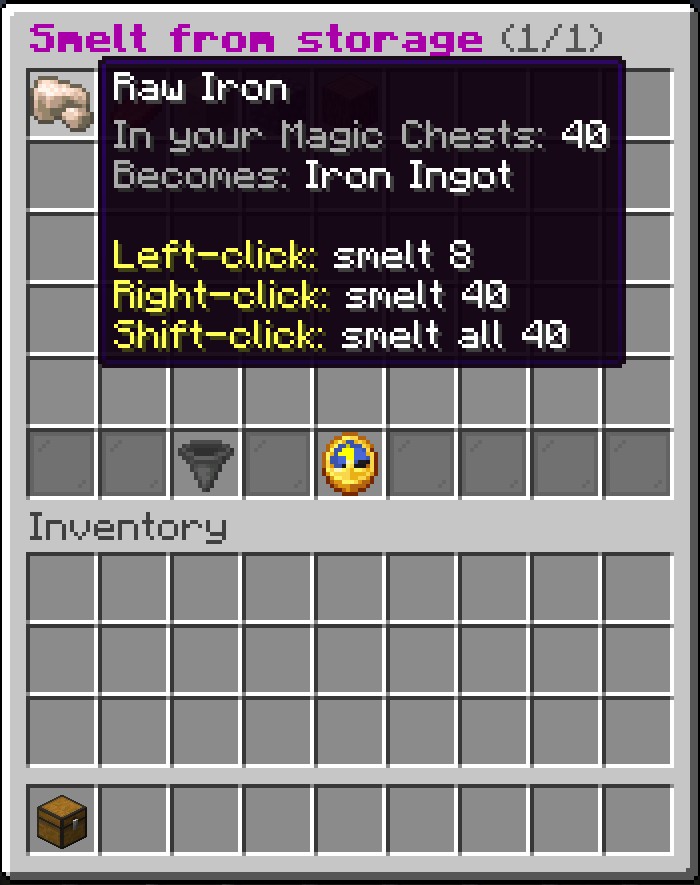 Smelt from storage (1/1)
Raw Iron
In your Magic Chests: 40
Becomes: Iron Ingot
Left-click: smelt 8
Right-click: smelt 40
Shift-click: smelt all 40
Inventory